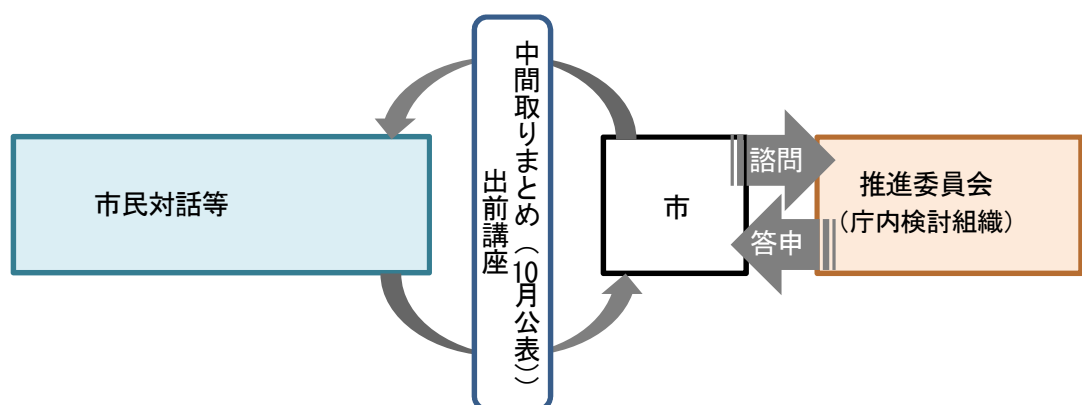 市民対話等
中間取りまとめ(10月公表))
出前講座
市
諮問
答申
推進委員会
(庁内検討組織)